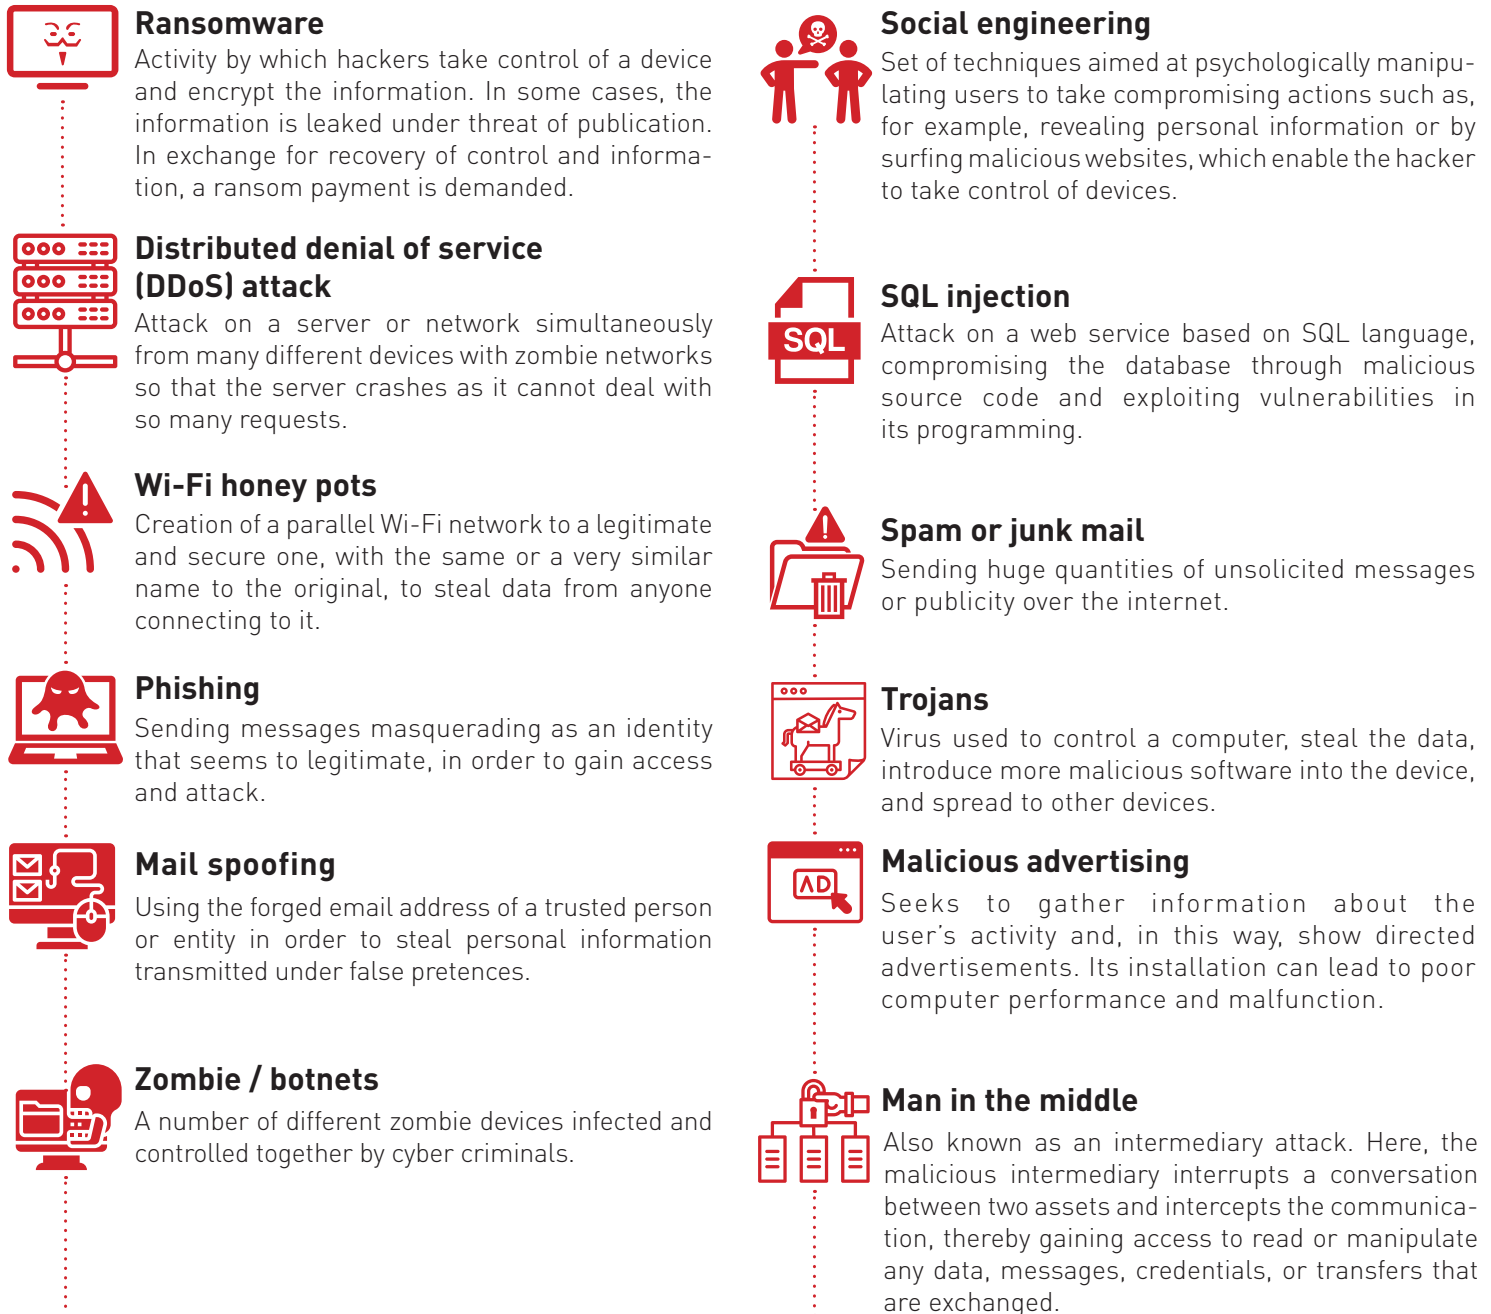 Ransomware
Activity by which hackers take control of a device
and encrypt the information. In some cases, the
information is leaked under threat of publication.
In exchange for recovery of control and informa-
tion, a ransom payment is demanded.
Distributed denial of service
(DDoS) attack
Attack on a server or network simultaneously
from many different devices with zombie networks
so that the server crashes as it cannot deal with
so many requests.
Wi-Fi honey pots
Creation of a parallel Wi-Fi network to a legitimate
and secure one, with the same or a very similar
name to the original, to steal data from anyone
connecting to it.
Phishing
Sending messages masquerading as an identity
that seems to legitimate, in order to gain access
and attack.
Mail spoofing
Using the forged email address of a trusted person
or entity in order to steal personal information
transmitted under false pretences.
Zombie / botnets
A number of different zombie devices infected and
controlled together by cyber criminals.
Social engineering
Set of techniques aimed at psychologically manipu-
lating users to take compromising actions such as,
for example, revealing personal information or by
surfing malicious websites, which enable the hacker
to take control of devices.
SQL
SQL injection
Attack on a web service based on SQL language,
compromising the database through malicious
source code and exploiting vulnerabilities in
its programming.
Spam or junk mail
Sending huge quantities of unsolicited messages
or publicity over the internet.
Trojans
Virus used to control a computer, steal the data,
introduce more malicious software into the device,
and spread to other devices.
AD
Malicious advertising
Seeks to gather information about the
user's activity and, in this way, show directed
advertisements. Its installation can lead to poor
computer performance and malfunction.
Man in the middle
Also known as an intermediary attack. Here, the
malicious intermediary interrupts a conversation
between two assets and intercepts the communica-
tion, thereby gaining access to read or manipulate
any data, messages, credentials, or transfers that
are exchanged.